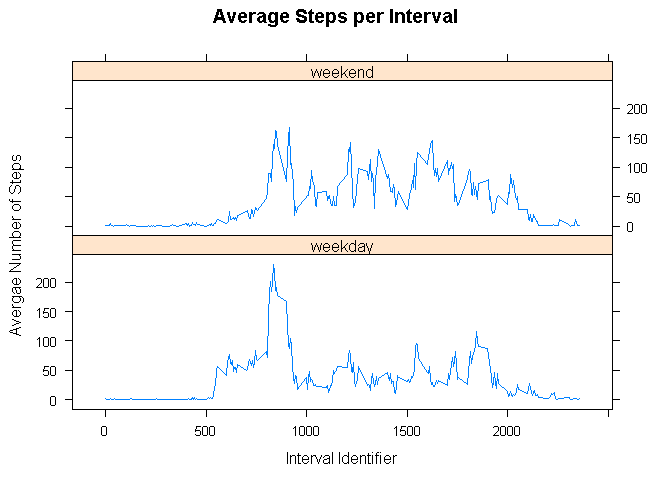 Average Steps per Interval
weekend
200
150
100
50
0
weekday
200
150
100
50
0
Avergae Number of Steps
0 500 1000 1500 2000
Interval Identifier